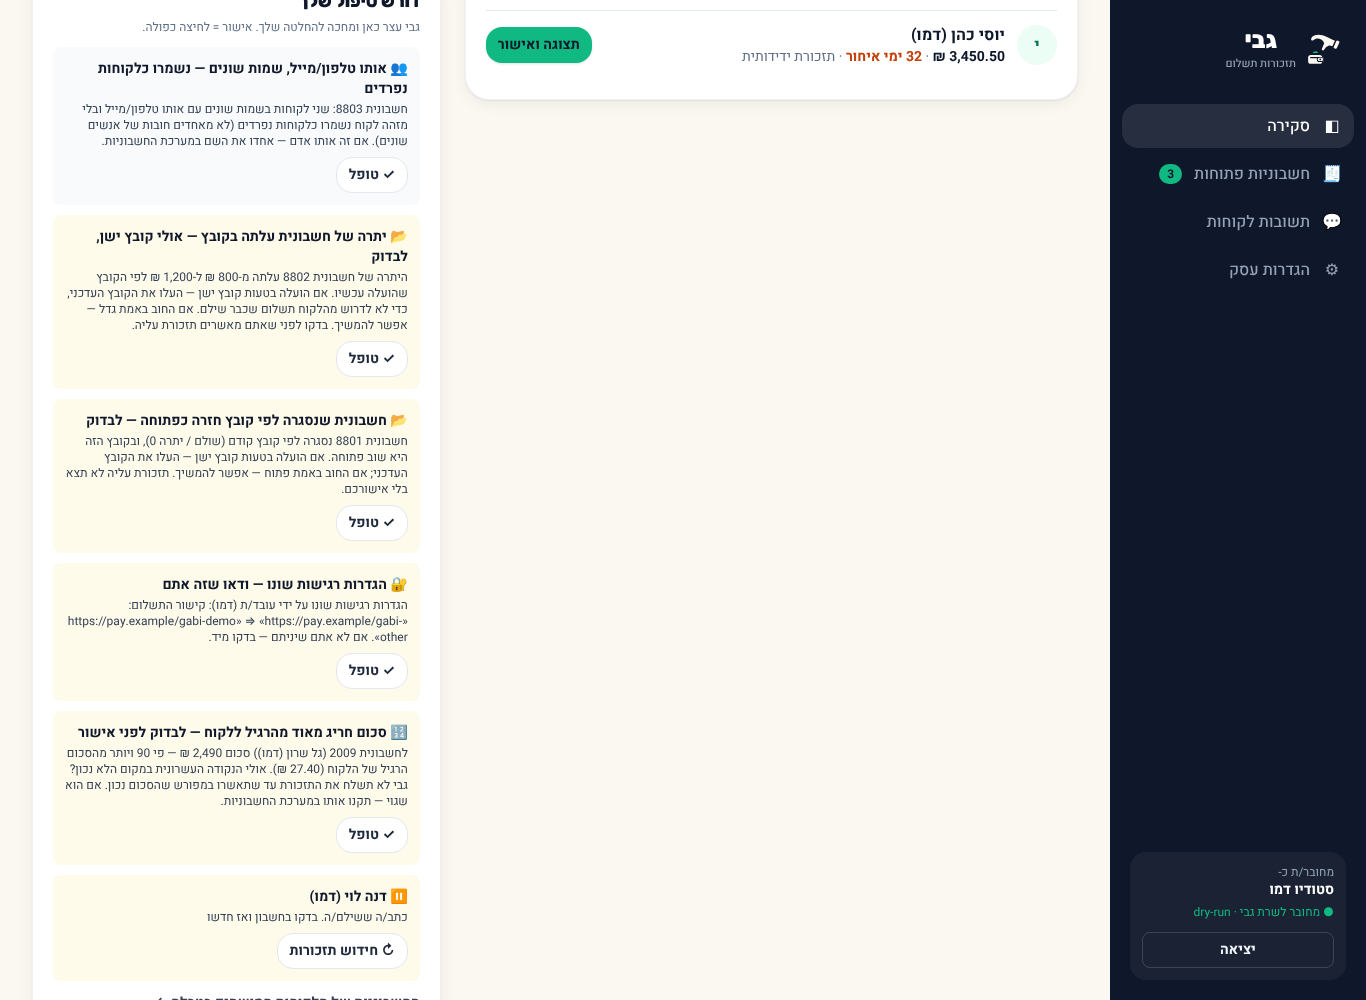 גבי
תזכורות תשלום
סקירה
חשבוניות פתוחות 3
תשובות לקוחות
הגדרות עסק
מחובר/ת כ-
סטודיו דמו
מחובר לשרת גבי · dry-run
יציאה
י
יוסי כהן (דמו)
3,450.50 ₪ · 32 ימי איחור · תזכורת ידידותית
תצוגה ואישור
דורש טיפול שלך
גבי עצר כאן ומחכה להחלטה שלך. אישור = לחיצה כפולה.
👥 אותו טלפון/מייל, שמות שונים — נשמרו כלקוחות
נפרדים
חשבונית 8803: שני לקוחות בשמות שונים עם אותו טלפון/מייל ובלי
מזהה לקוח נשמרו כלקוחות נפרדים (לא מאחדים חובות של אנשים
שונים). אם זה אותו אדם — אחדו את השם במערכת החשבוניות.
✓ טופל
📂 יתרה של חשבונית עלתה בקובץ — אולי קובץ ישן,
לבדוק
היתרה של חשבונית 8802 עלתה מ-800 ₪ ל-1,200 ₪ לפי הקובץ
שהועלה עכשיו. אם הועלה בטעות קובץ ישן — העלו את הקובץ העדכני,
כדי לא לדרוש מהלקוח תשלום שכבר שילם. אם החוב באמת גדל —
אפשר להמשיך. בדקו לפני שאתם מאשרים תזכורת עליה.
✓ טופל
📂 חשבונית שנסגרה לפי קובץ חזרה כפתוחה — לבדוק
חשבונית 8801 נסגרה לפי קובץ קודם (שולם / יתרה 0), ובקובץ הזה
היא שוב פתוחה. אם הועלה בטעות קובץ ישן — העלו את הקובץ
העדכני; אם החוב באמת פתוח — אפשר להמשיך. תזכורת עליה לא תצא
בלי אישורכם.
✓ טופל
🔐 הגדרות רגישות שונו — ודאו שזה אתם
הגדרות רגישות שונו על ידי עובד/ת (דמו): קישור התשלום:
«https://pay.example/gabi-demo» ⇒ «https://pay.example/gabi-
other». אם לא אתם שיניתם — בדקו מיד.
✓ טופל
🔢 סכום חריג מאוד מהרגיל ללקוח — לבדוק לפני אישור
לחשבונית 2009 (גל שרון (דמו)) סכום 2,490 ₪ — פי 90 ויותר מהסכום
הרגיל של הלקוח (27.40 ₪). אולי הנקודה העשרונית במקום הלא נכון?
גבי לא תשלח את התזכורת עד שתאשרו במפורש שהסכום נכון. אם הוא
שגוי — תקנו אותו במערכת החשבוניות.
✓ טופל
⏸ דנה לוי (דמו)
כתב/ה ששילם/ה. בדקו בחשבון ואז חדשו
↻ חידוש תזכורות